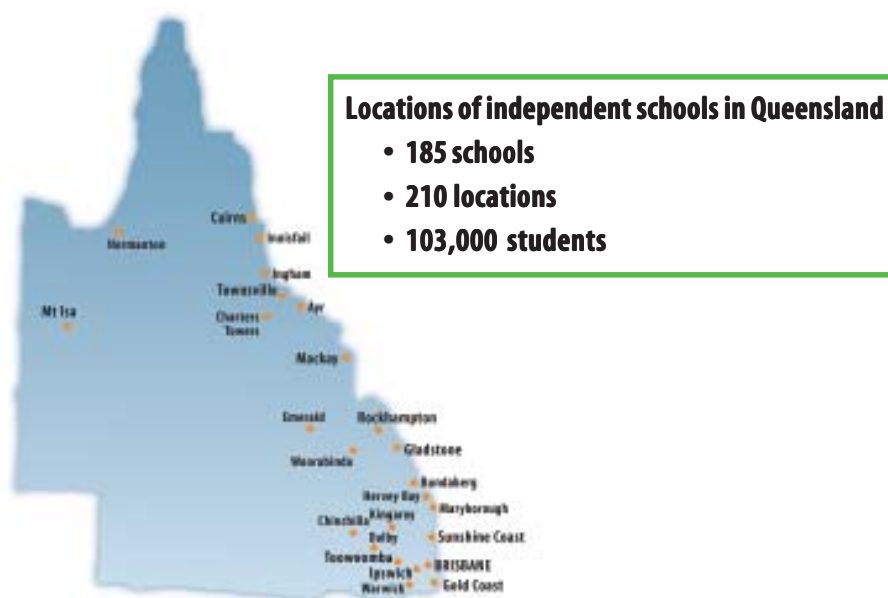 Locations of independent schools in Queensland
• 185 schools
• 210 locations
• 103,000 students
Cairns
Innisfail
Normanton
Ingham
Townsville
Ayr
Mt Isa
Charters
Towers
Mackay
Emerald
Rockhampton
Gladstone
Woorabinda
Bundaberg
Hervey Bay
Maryborough
Kingaroy
Chinchilla
Dalby
Sunshine Coast
Toowoomba
BRISBANE
Ipswich
Warwick
Gold Coast